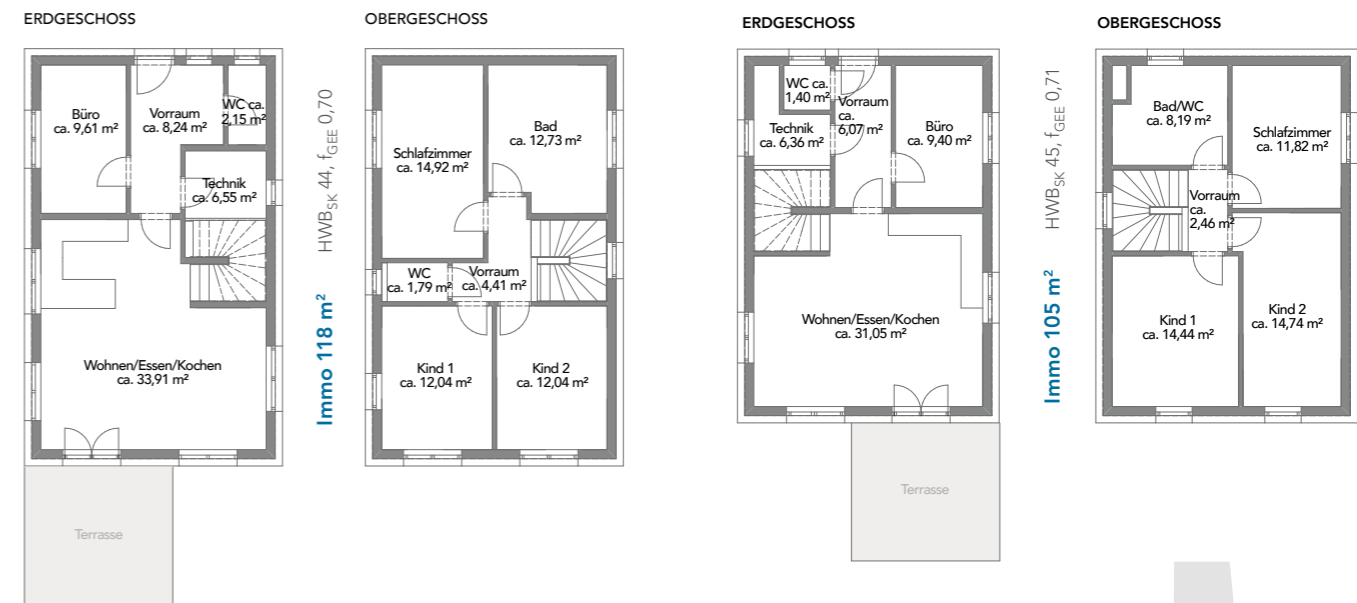 ERDGESCHOSS
Büro
ca. 9,61 m²
Vorraum
ca. 8,24 m²
WC ca.
2,15 m²
Technik
ca. 6,55 m²
Wohnen/Essen/Kochen
ca. 33,91 m²
Terrasse
Immo 118 m²
HWBSK 44, fGEE 0,70
OBERGESCHOSS
Schlafzimmer
ca. 14,92 m²
Bad
ca. 12,73 m²
WC
ca. 1,79 m²
Vorraum
ca. 4,41 m²
Kind 1
ca. 12,04 m²
Kind 2
ca. 12,04 m²
ERDGESCHOSS
WC ca.
1,40 m²
Vorraum
ca.
6,07 m²
Technik
ca. 6,36 m²
Büro
ca. 9,40 m²
Wohnen/Essen/Kochen
ca. 31,05 m²
Terrasse
Immo 105 m²
HWBSK 45, fGEE 0,71
OBERGESCHOSS
Bad/WC
ca. 8,19 m²
Schlafzimmer
ca. 11,82 m²
Vorraum
ca.
2,46 m²
Kind 1
ca. 14,44 m²
Kind 2
ca. 14,74 m²